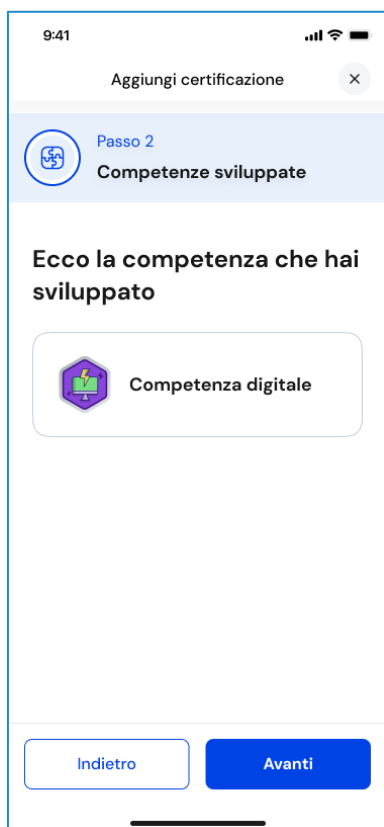 9:41
Aggiungi certificazione
Passo 2
Competenze sviluppate
Ecco la competenza che hai
sviluppato
Competenza digitale
Indietro
Avanti